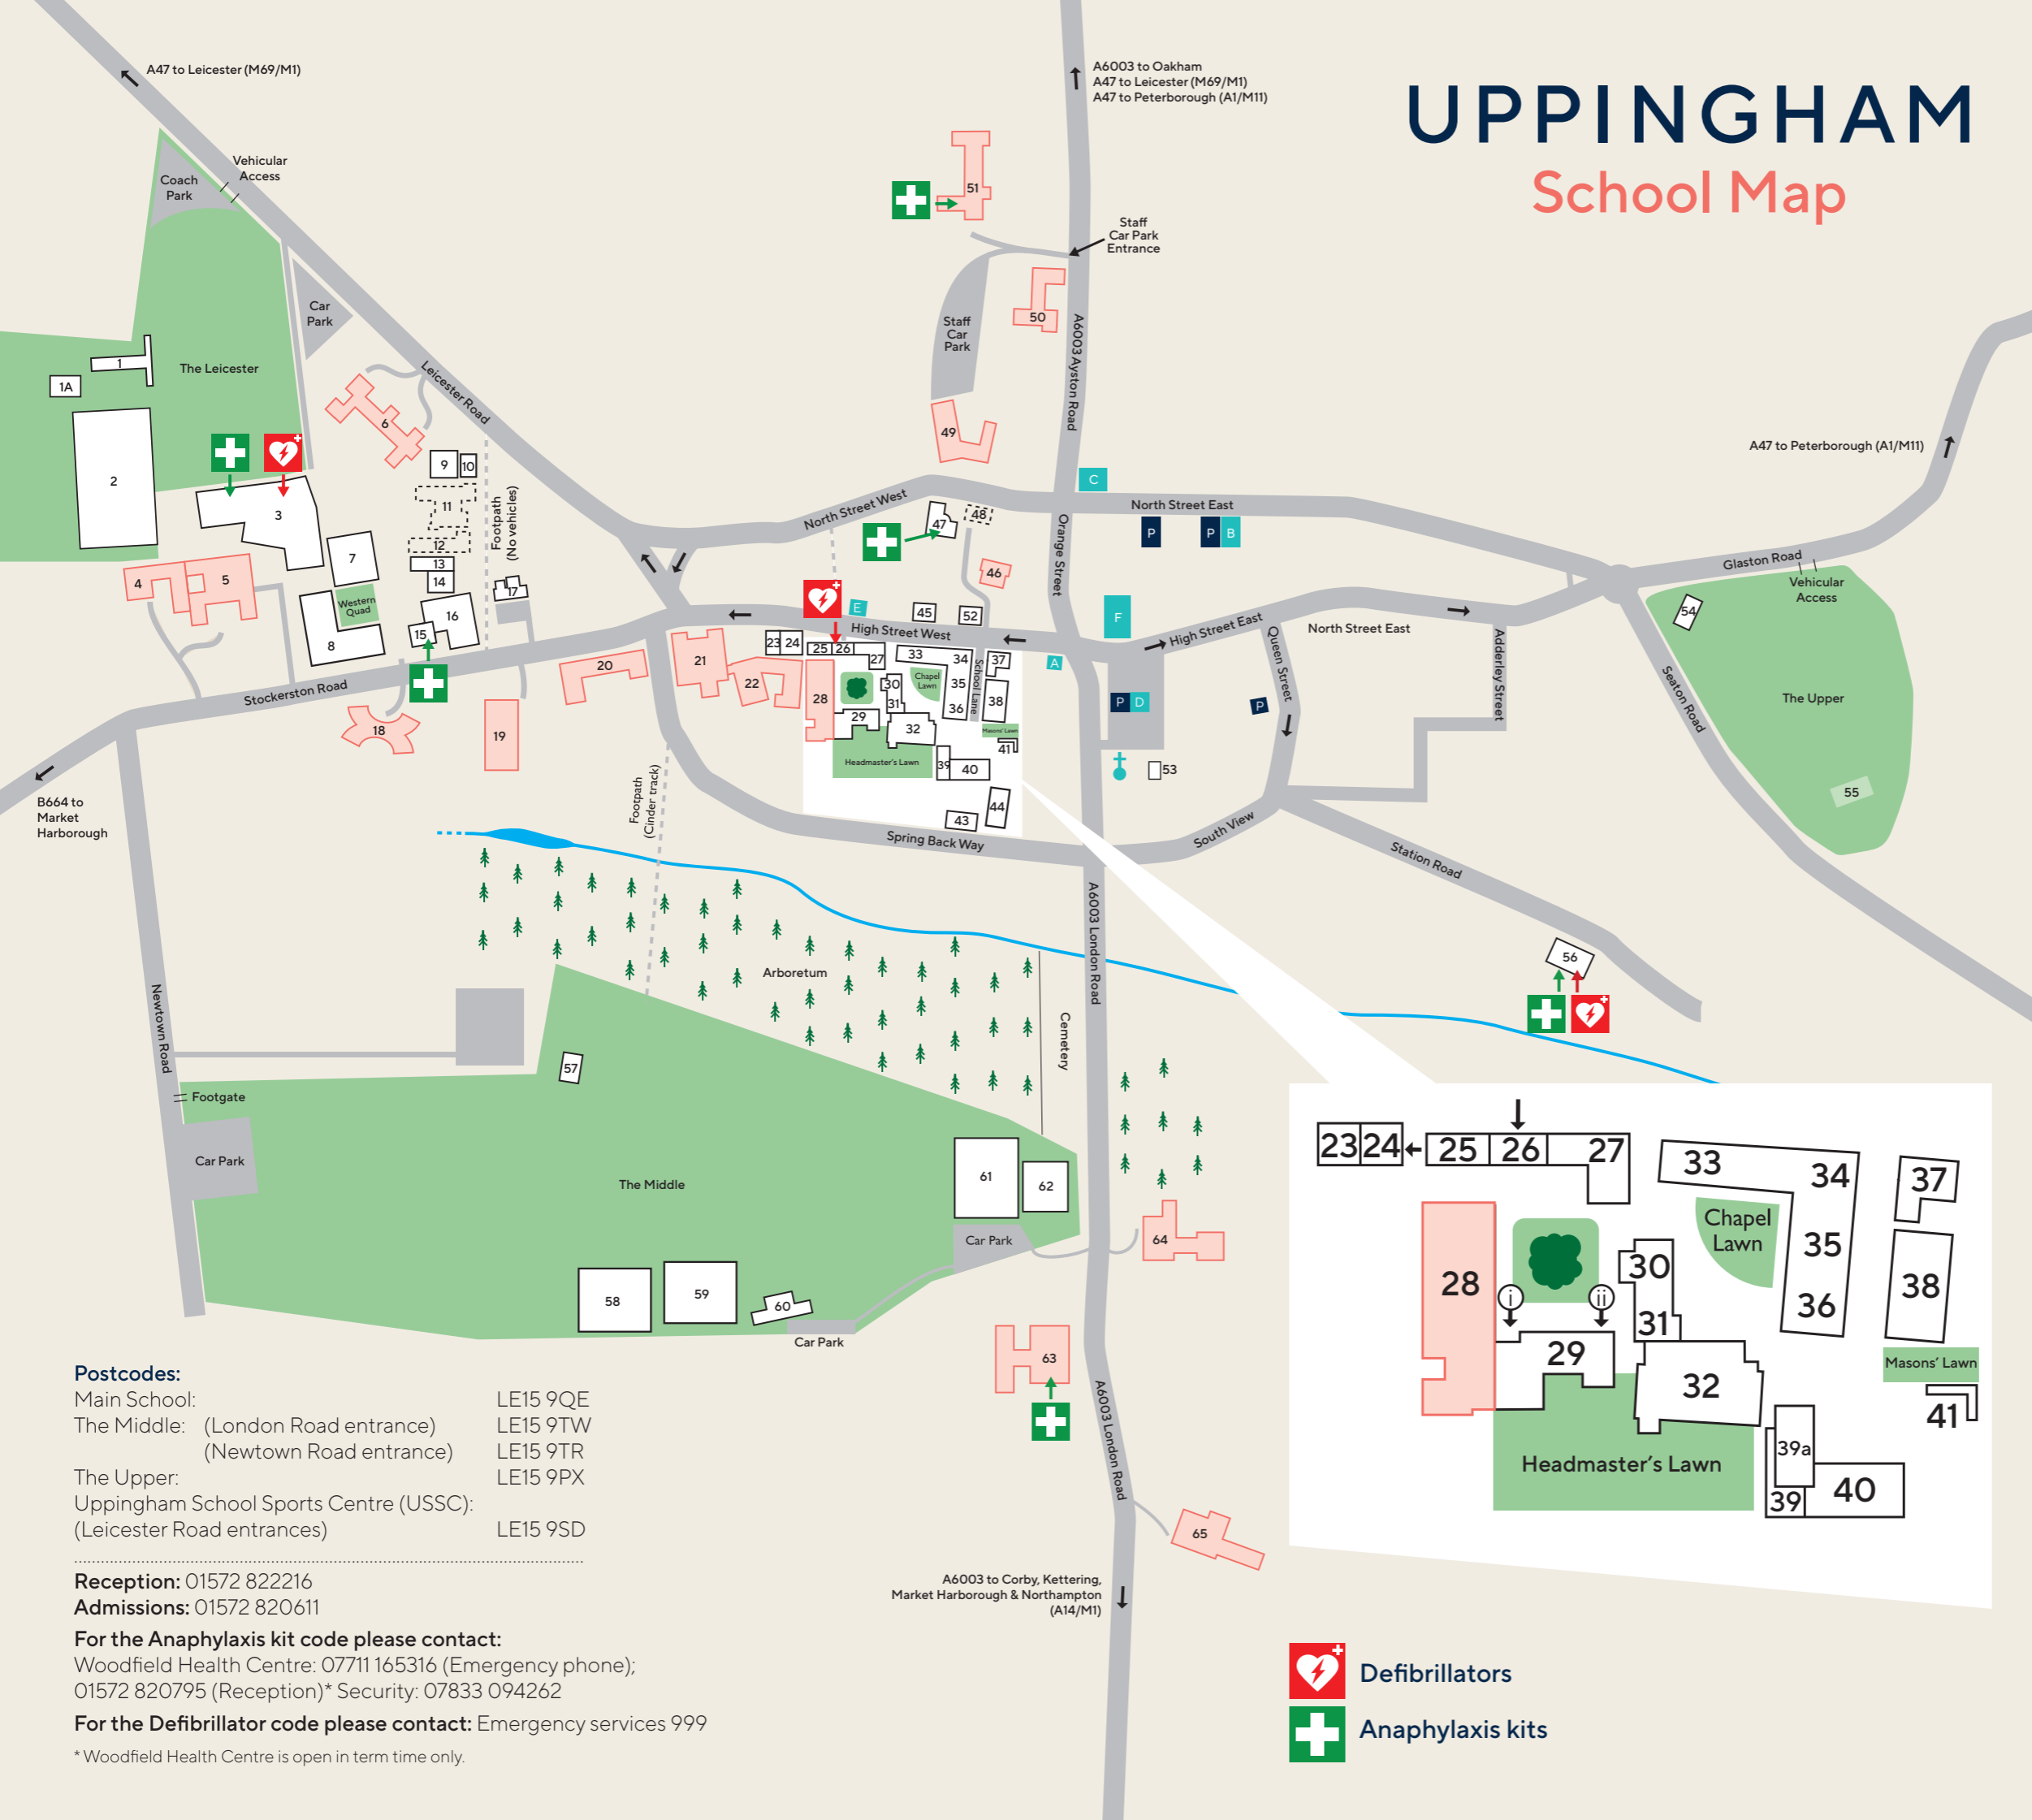 UPPINGHAM
School Map
A47 to Leicester (M69/M1)
A6003 to Oakham
A47 to Leicester (M69/M1)
A47 to Peterborough (A1/M11)
Vehicular
Access
Coach
Park
51
Staff
Car Park
Entrance
Car
Park
50
Staff
Car
Park
A6003 Ayston Road
1
1A
The Leicester
Leicester Road
6
49
A47 to Peterborough (A1/M11)
9
10
2
C
3
11
Footpath
(No vehicles)
North Street West
47
48
North Street East
P
P
B
Orange Street
12
7
13
4
5
14
17
46
Glaston Road
Vehicular
Access
Western
Quad
E
45
52
F
54
16
15
8
High Street West
High Street East
North Street East
23
24
25
26
27
33
34
37
A
20
21
22
28
30
Chapel
Lawn
35
School Lane
38
31
36
29
32
Masons' Lawn
41
Headmaster's Lawn
39
40
44
43
P
D
P
Queen Street
Adderley Street
Seaton Road
The Upper
55
53
Stockerston Road
18
19
B664 to
Market
Harborough
Footpath
(Cinder track)
Spring Back Way
South View
Station Road
A6003 London Road
56
Arboretum
Cemetery
Newtown Road
57
Footgate
Car Park
The Middle
61
62
Car Park
64
58
59
60
Car Park
63
A6003 London Road
65
A6003 to Corby, Kettering,
Market Harborough & Northampton
(A14/M1)
23
24
25
26
27
33
34
37
Chapel
Lawn
28
30
35
38
i
ii
31
36
29
32
Masons' Lawn
41
39a
Headmaster's Lawn
39
40
Postcodes:
Main School: LE15 9QE
The Middle: (London Road entrance) LE15 9TW
(Newtown Road entrance) LE15 9TR
The Upper: LE15 9PX
Uppingham School Sports Centre (USSC):
(Leicester Road entrances) LE15 9SD
Reception: 01572 822216
Admissions: 01572 820611
For the Anaphylaxis kit code please contact:
Woodfield Health Centre: 07711 165316 (Emergency phone);
01572 820795 (Reception)* Security: 07833 094262
For the Defibrillator code please contact: Emergency services 999
* Woodfield Health Centre is open in term time only.
Defibrillators
Anaphylaxis kits